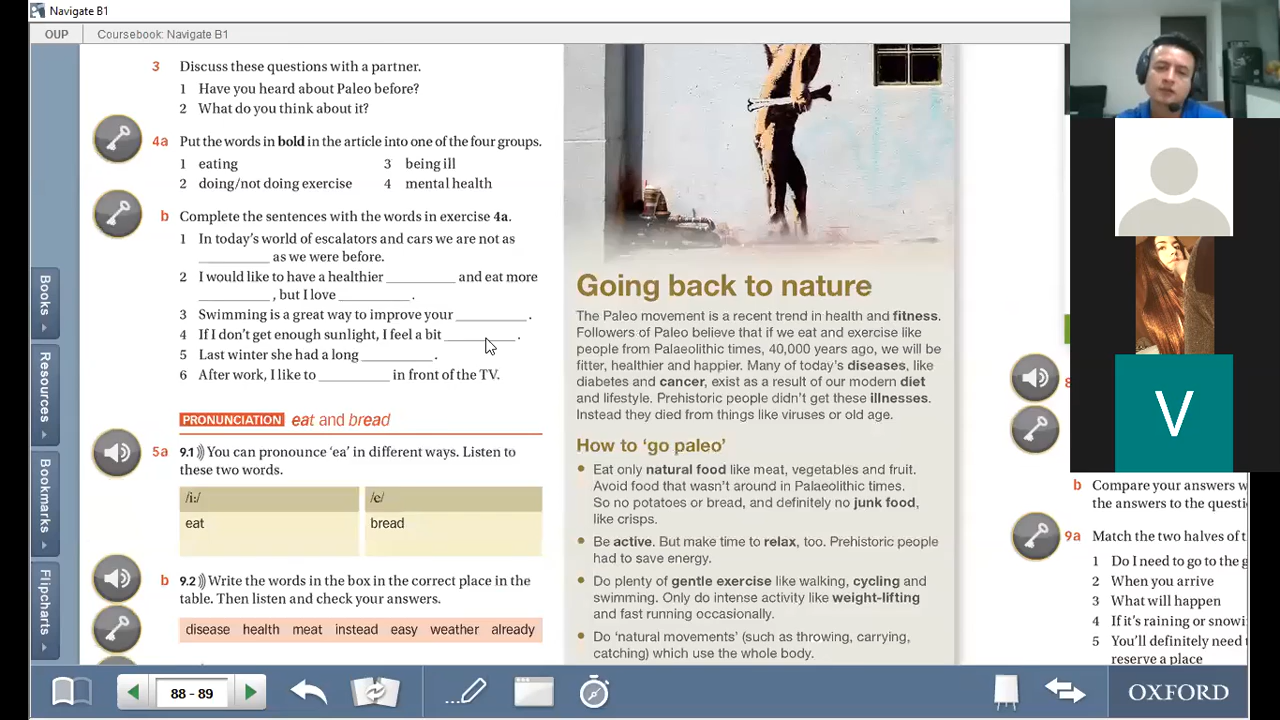 Navigate B1
OUP
Coursebook: Navigate B1
3 Discuss these questions with a partner.
1 Have you heard about Paleo before?
2 What do you think about it?
4a Put the words in bold in the article into one of the four groups.
1 eating
3 being ill
2 doing/not doing exercise
4 mental health
b Complete the sentences with the words in exercise 4a.
1 In today's world of escalators and cars we are not as
__________ as we were before.
2 I would like to have a healthier __________ and eat more
__________ , but I love __________ .
3 Swimming is a great way to improve your __________ .
4 If I don't get enough sunlight, I feel a bit __________ .
5 Last winter she had a long __________ .
6 After work, I like to __________ in front of the TV.
PRONUNCIATION eat and bread
5a 9.1 You can pronounce 'ea' in different ways. Listen to
these two words.
/iː/
/e/
eat
bread
b 9.2 Write the words in the box in the correct place in the
table. Then listen and check your answers.
disease health meat instead easy weather already
Going back to nature
The Paleo movement is a recent trend in health and fitness.
Followers of Paleo believe that if we eat and exercise like
people from Palaeolithic times, 40,000 years ago, we will be
fitter, healthier and happier. Many of today's diseases, like
diabetes and cancer, exist as a result of our modern diet
and lifestyle. Prehistoric people didn't get these illnesses.
Instead they died from things like viruses or old age.
How to 'go paleo'
• Eat only natural food like meat, vegetables and fruit.
Avoid food that wasn't around in Palaeolithic times.
So no potatoes or bread, and definitely no junk food,
like crisps.
• Be active. But make time to relax, too. Prehistoric people
had to save energy.
• Do plenty of gentle exercise like walking, cycling and
swimming. Only do intense activity like weight-lifting
and fast running occasionally.
• Do 'natural movements' (such as throwing, carrying,
catching) which use the whole body.
V
b Compare your answers w
the answers to the questi
9a Match the two halves of t
1 Do I need to go to the g
2 When you arrive
3 What will happen
4 If it's raining or snowi
5 You'll definitely need t
reserve a place
Books
Resources
Bookmarks
Flipcharts
88 - 89
OXFORD